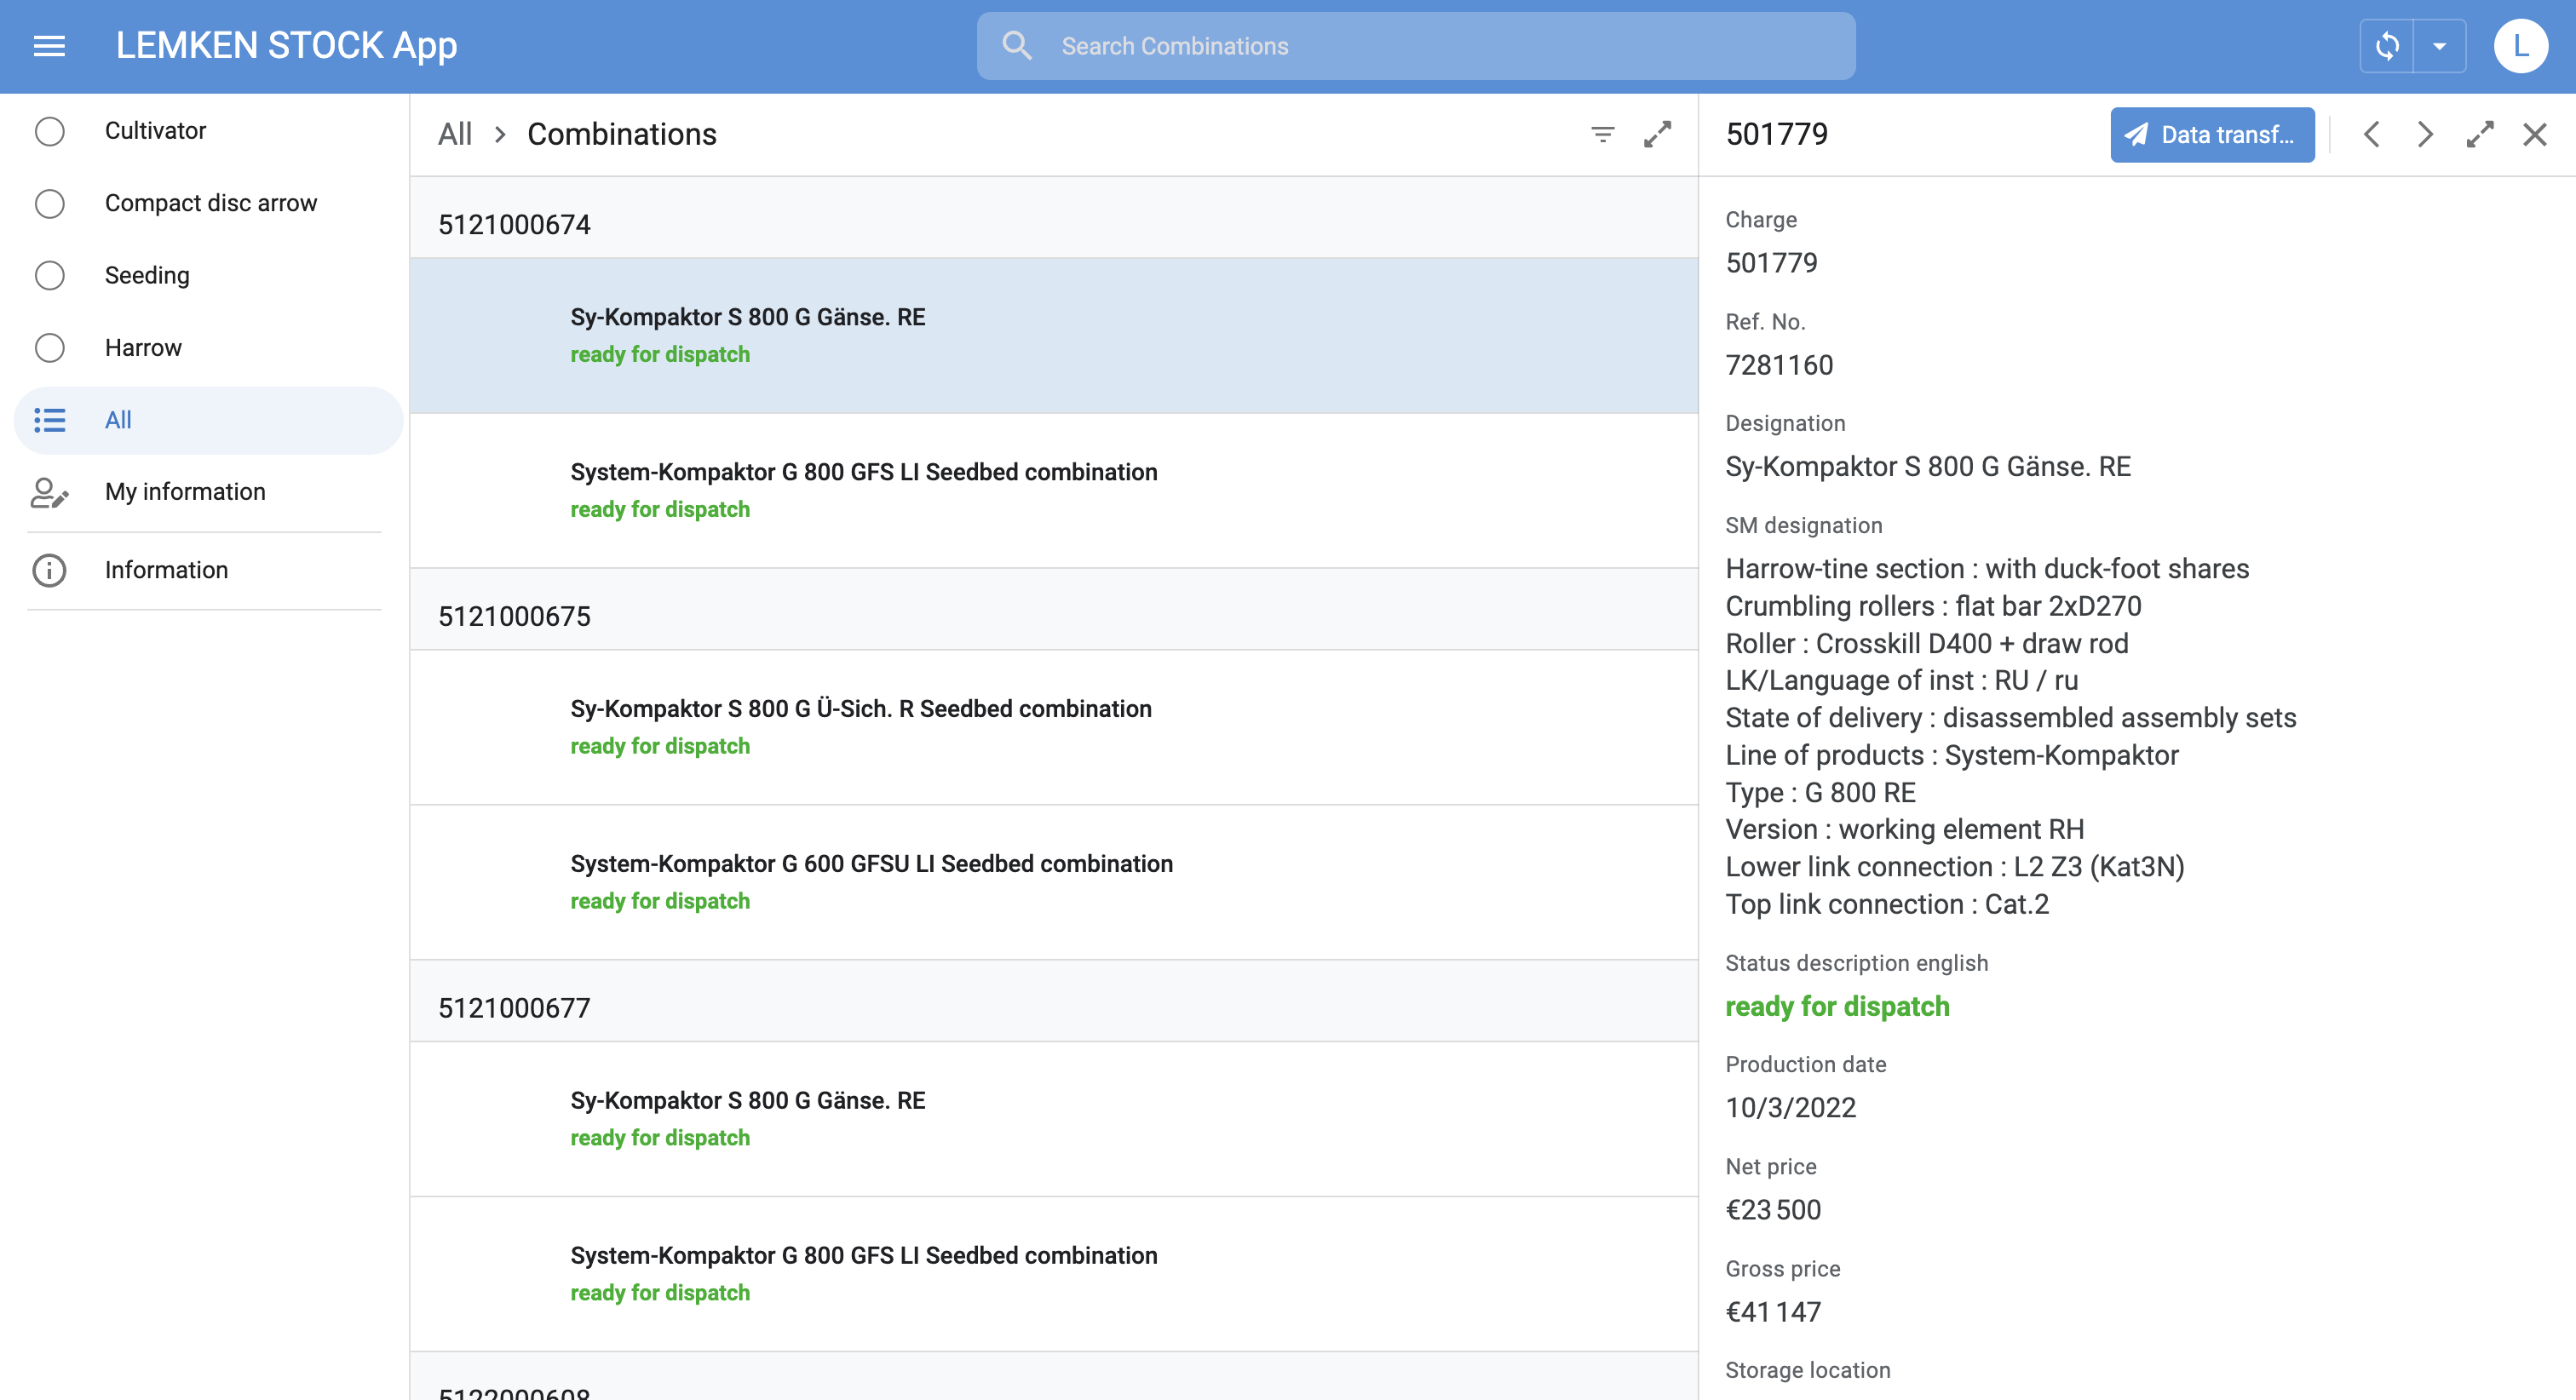 LEMKEN STOCK App
Search Combinations
L
Cultivator
Compact disc arrow
Seeding
Harrow
All
My information
Information
All > Combinations
5121000674
Sy-Kompaktor S 800 G Gänse. RE
ready for dispatch
System-Kompaktor G 800 GFS LI Seedbed combination
ready for dispatch
5121000675
Sy-Kompaktor S 800 G Ü-Sich. R Seedbed combination
ready for dispatch
System-Kompaktor G 600 GFSU LI Seedbed combination
ready for dispatch
5121000677
Sy-Kompaktor S 800 G Gänse. RE
ready for dispatch
System-Kompaktor G 800 GFS LI Seedbed combination
ready for dispatch
5122000608
501779
Data transf...
Charge
501779
Ref. No.
7281160
Designation
Sy-Kompaktor S 800 G Gänse. RE
SM designation
Harrow-tine section : with duck-foot shares
Crumbling rollers : flat bar 2xD270
Roller : Crosskill D400 + draw rod
LK/Language of inst : RU / ru
State of delivery : disassembled assembly sets
Line of products : System-Kompaktor
Type : G 800 RE
Version : working element RH
Lower link connection : L2 Z3 (Kat3N)
Top link connection : Cat.2
Status description english
ready for dispatch
Production date
10/3/2022
Net price
€23 500
Gross price
€41 147
Storage location